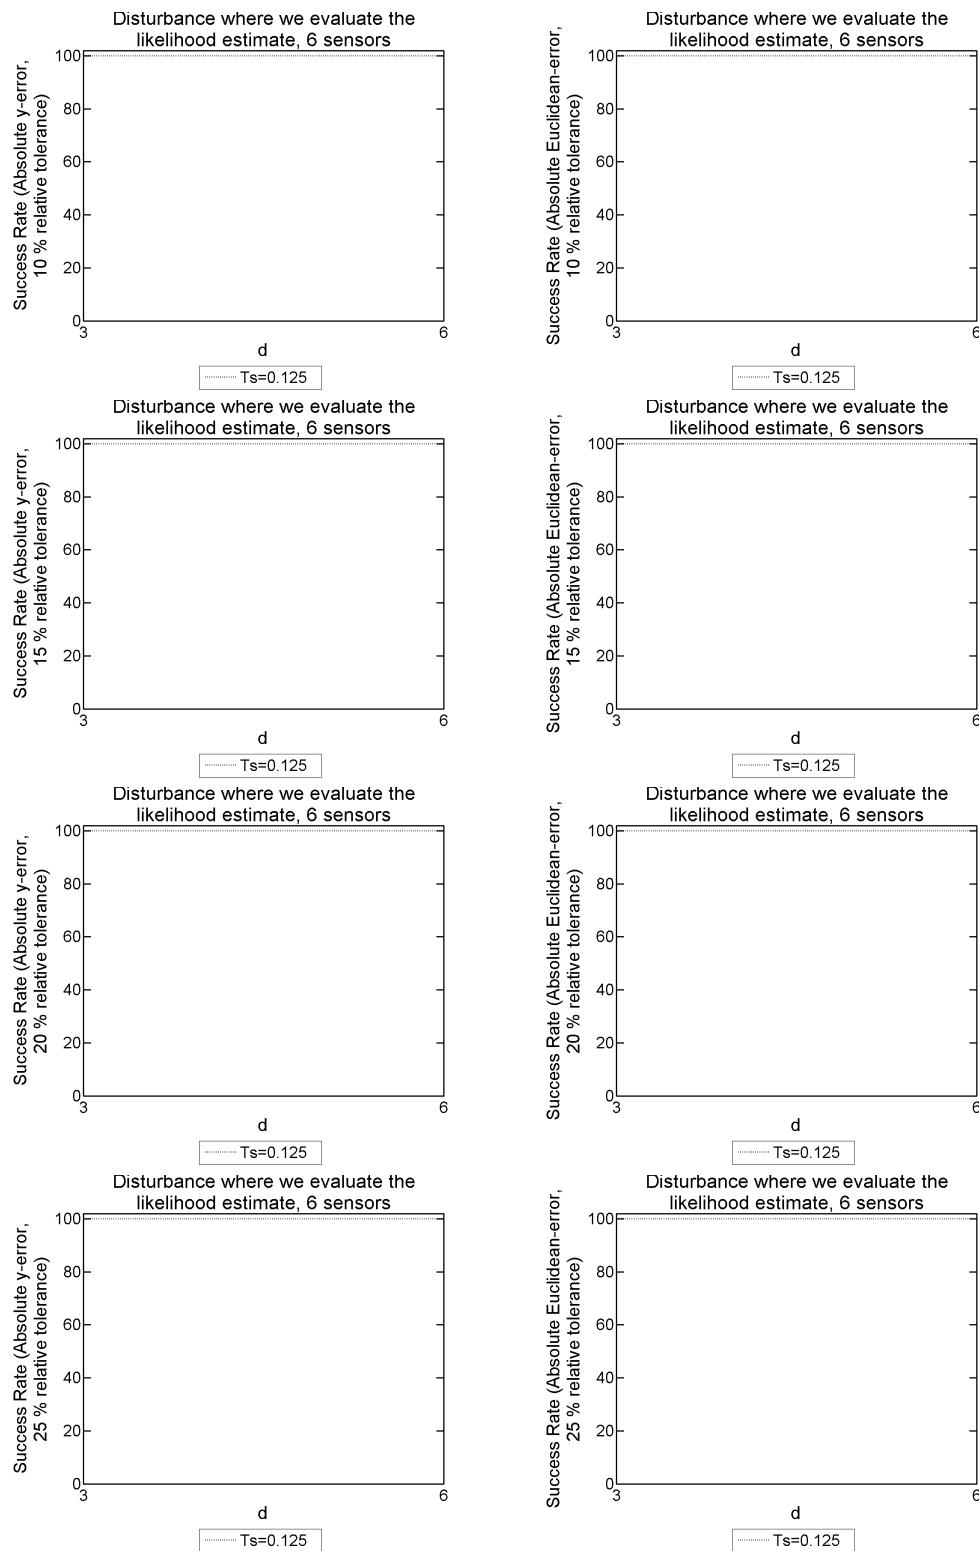 Disturbance where we evaluate the
likelihood estimate, 6 sensors
Success Rate (Absolute y-error,
10 % relative tolerance)
100
80
60
40
20
0
3
6
d
Ts=0.125
Disturbance where we evaluate the
likelihood estimate, 6 sensors
Success Rate (Absolute Euclidean-error,
10 % relative tolerance)
100
80
60
40
20
0
3
6
d
Ts=0.125
Disturbance where we evaluate the
likelihood estimate, 6 sensors
Success Rate (Absolute y-error,
15 % relative tolerance)
100
80
60
40
20
0
3
6
d
Ts=0.125
Disturbance where we evaluate the
likelihood estimate, 6 sensors
Success Rate (Absolute Euclidean-error,
15 % relative tolerance)
100
80
60
40
20
0
3
6
d
Ts=0.125
Disturbance where we evaluate the
likelihood estimate, 6 sensors
Success Rate (Absolute y-error,
20 % relative tolerance)
100
80
60
40
20
0
3
6
d
Ts=0.125
Disturbance where we evaluate the
likelihood estimate, 6 sensors
Success Rate (Absolute Euclidean-error,
20 % relative tolerance)
100
80
60
40
20
0
3
6
d
Ts=0.125
Disturbance where we evaluate the
likelihood estimate, 6 sensors
Success Rate (Absolute y-error,
25 % relative tolerance)
100
80
60
40
20
0
3
6
d
Ts=0.125
Disturbance where we evaluate the
likelihood estimate, 6 sensors
Success Rate (Absolute Euclidean-error,
25 % relative tolerance)
100
80
60
40
20
0
3
6
d
Ts=0.125